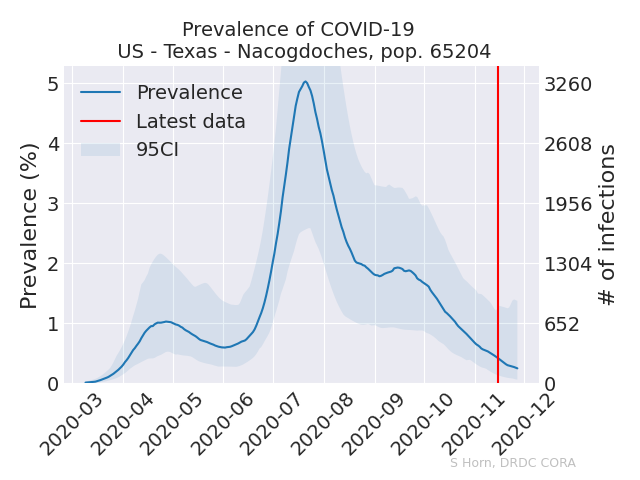 Prevalence of COVID-19
US - Texas - Nacogdoches, pop. 65204
Prevalence (%)
5
4
3
2
1
0
Prevalence
Latest data
95CI
3260
2608
1956
1304
652
0
# of infections
2020-03
2020-04
2020-05
2020-06
2020-07
2020-08
2020-09
2020-10
2020-11
2020-12
S Horn, DRDC CORA